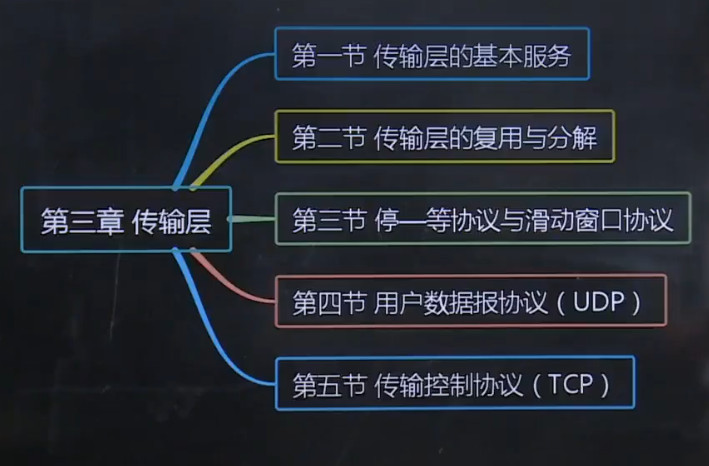 第三章 传输层
第一节 传输层的基本服务
第二节 传输层的复用与分解
第三节 停—等协议与滑动窗口协议
第四节 用户数据报协议（UDP）
第五节 传输控制协议（TCP）